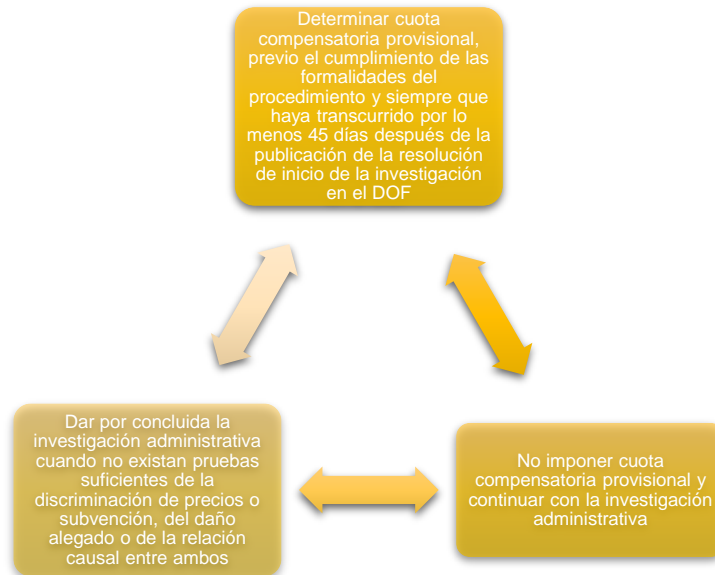 Determinar cuota
compensatoria provisional,
previo el cumplimiento de las
formalidades del
procedimiento y siempre que
haya transcurrido por lo
menos 45 días después de la
publicación de la resolución
de inicio de la investigación
en el DOF
Dar por concluida la
investigación administrativa
cuando no existan pruebas
suficientes de la
discriminación de precios o
subvención, del daño
alegado o de la relación
causal entre ambos
No imponer cuota
compensatoria provisional y
continuar con la investigación
administrativa